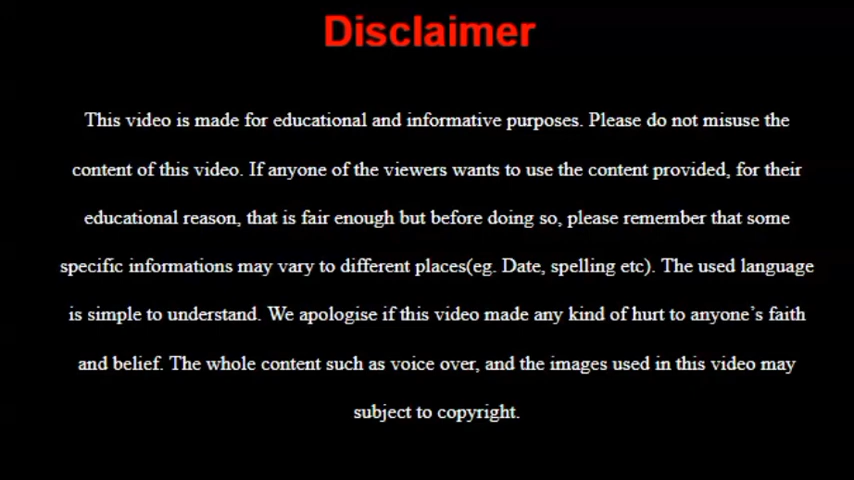 Disclaimer
This video is made for educational and informative purposes. Please do not misuse the
content of this video. If anyone of the viewers wants to use the content provided, for their
educational reason, that is fair enough but before doing so, please remember that some
specific informations may vary to different places(eg. Date, spelling etc). The used language
is simple to understand. We apologise if this video made any kind of hurt to anyone’s faith
and belief. The whole content such as voice over, and the images used in this video may
subject to copyright.